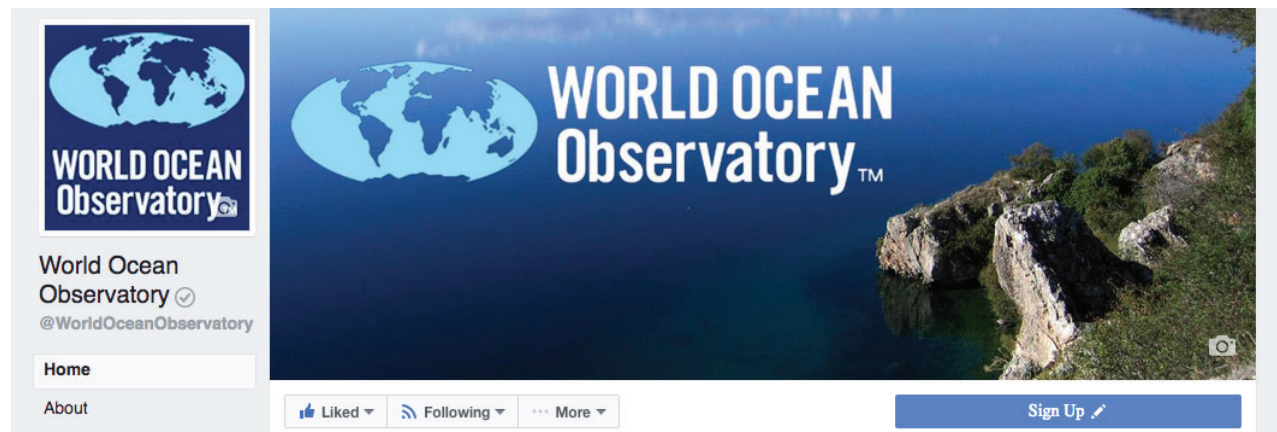 WORLD OCEAN
Observatory
World Ocean
Observatory
@WorldOceanObservatory
Home
About
WORLD OCEAN
Observatory™
Liked
Following
More
Sign Up